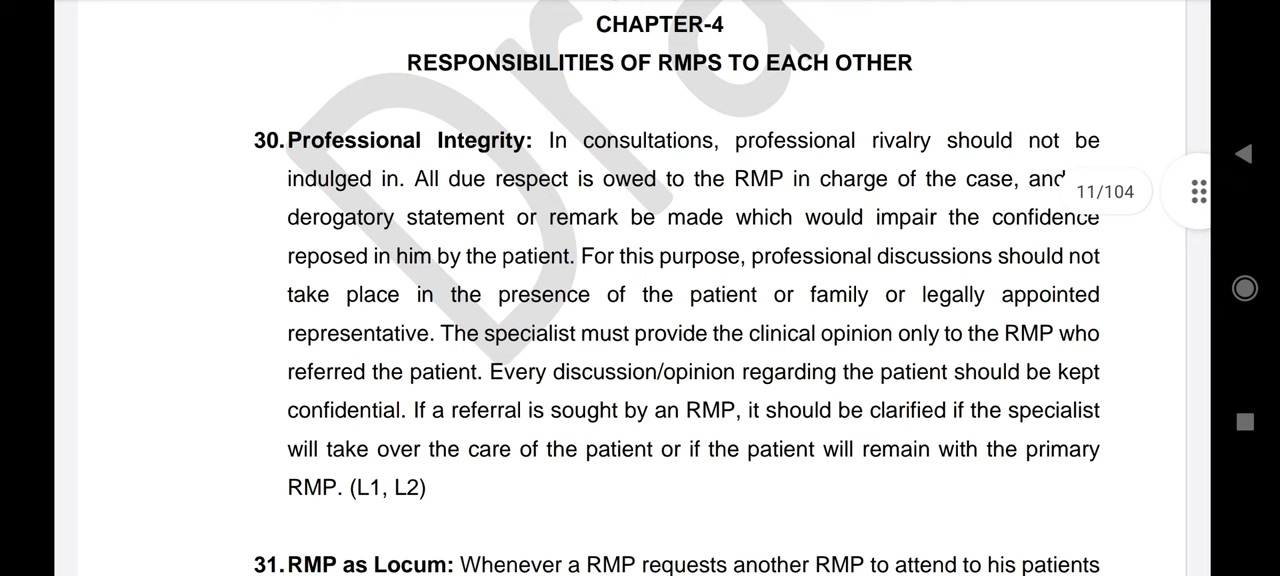 CHAPTER-4
RESPONSIBILITIES OF RMPS TO EACH OTHER
30. Professional Integrity: In consultations, professional rivalry should not be
indulged in. All due respect is owed to the RMP in charge of the case, and
11/104
derogatory statement or remark be made which would impair the confidence
reposed in him by the patient. For this purpose, professional discussions should not
take place in the presence of the patient or family or legally appointed
representative. The specialist must provide the clinical opinion only to the RMP who
referred the patient. Every discussion/opinion regarding the patient should be kept
confidential. If a referral is sought by an RMP, it should be clarified if the specialist
will take over the care of the patient or if the patient will remain with the primary
RMP. (L1, L2)
31. RMP as Locum: Whenever a RMP requests another RMP to attend to his patients
Dra